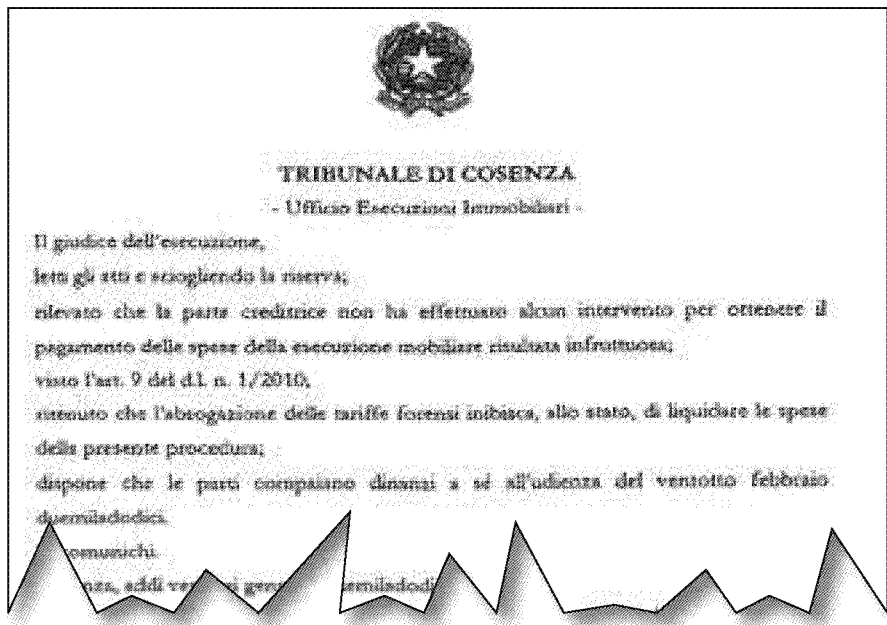 TRIBUNALE DI COSENZA
- Ufficio Esecuzioni Immobiliari -
Il giudice dell'esecuzione,
letti gli atti e sciogliendo la riserva;
rilevato che la parte creditrice non ha effettuato alcun intervento per ottenere il
pagamento delle spese della esecuzione mobiliare risultata infruttuosa;
visto l'art. 9 del d.l. n. 1/2010,
ritenuto che l'abrogazione delle tariffe forensi inibisca, allo stato, di liquidare le spese
della presente procedura;
dispone che le parti compaiano dinanzi a sé all'udienza del ventotto febbraio
duemiladodici.
comunichi.
addì